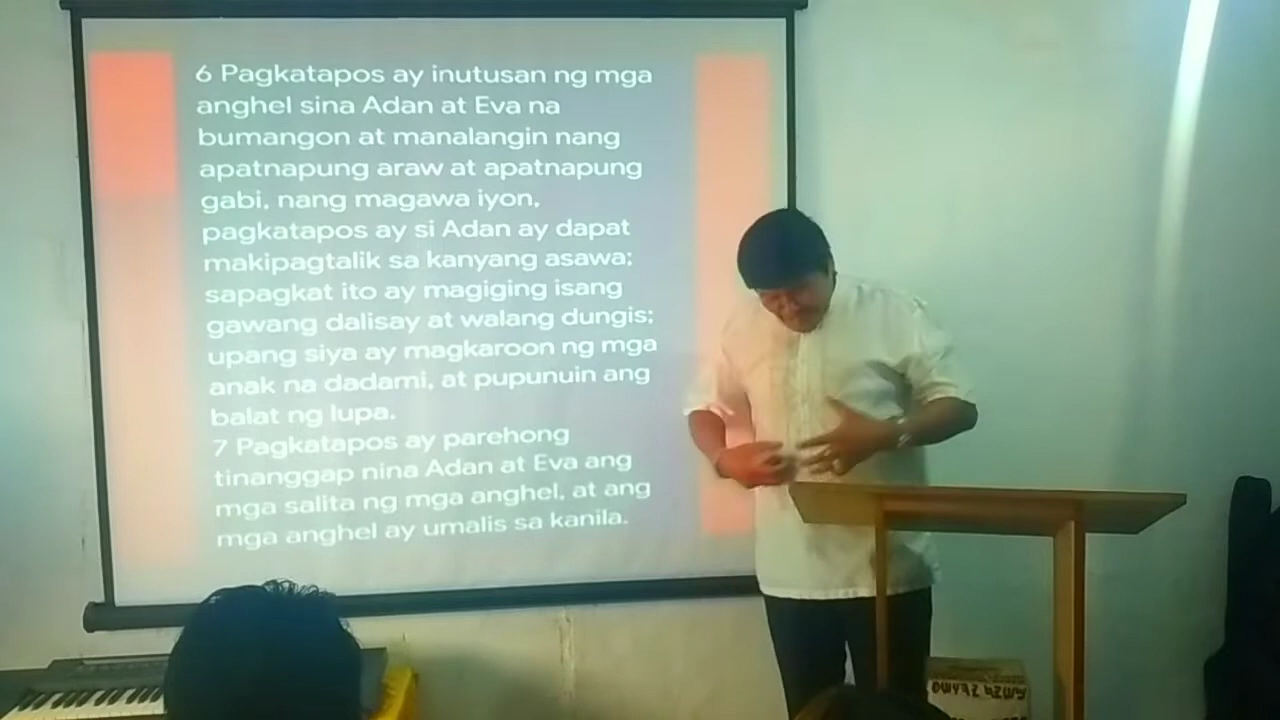 6 Pagkatapos ay inutusan ng mga
anghel sina Adan at Eva na
bumangon at manalangin nang
apatnapung araw at apatnapung
gabi, nang magawa iyon,
pagkatapos ay si Adan ay dapat
makipagtalik sa kanyang asawa;
sapagkat ito ay magiging isang
gawang dalisay at walang dungis;
upang siya ay magkaroon ng mga
anak na dadami, at pupunuin ang
balat ng lupa.
7 Pagkatapos ay parehong
tinanggap nina Adan at Eva ang
mga salita ng mga anghel, at ang
mga anghel ay umalis sa kanila.